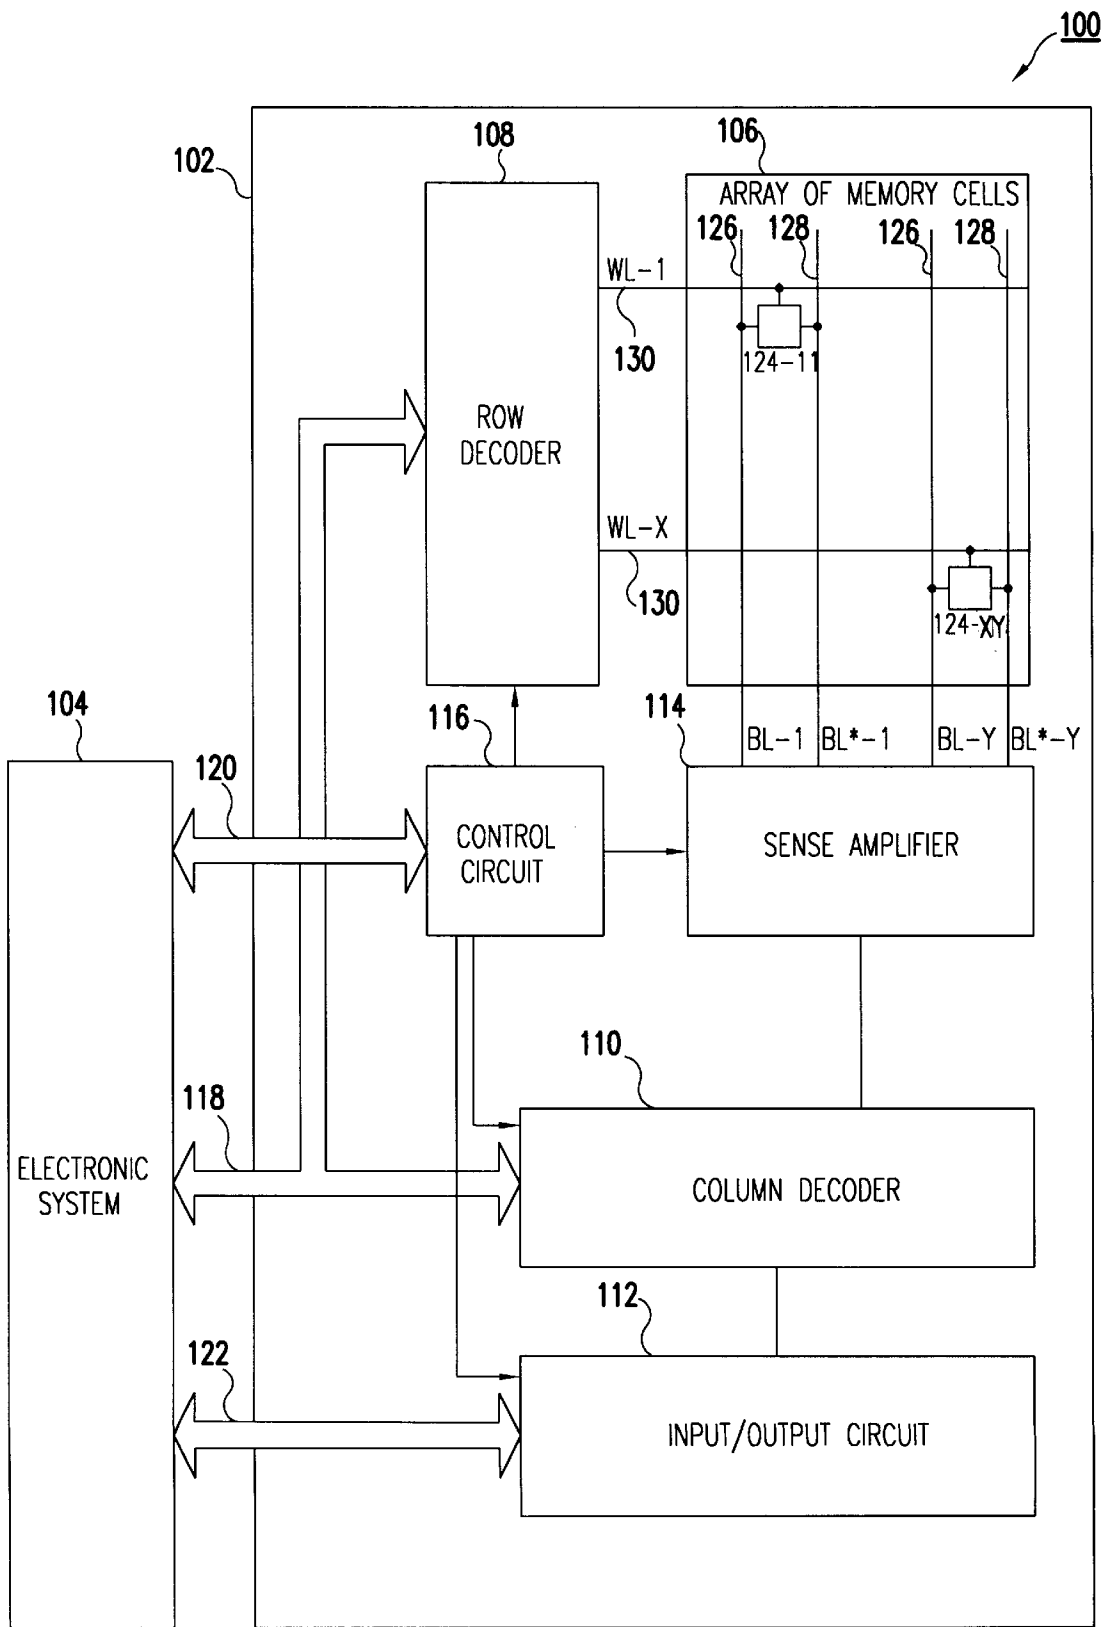 100
102
108
106
ARRAY OF MEMORY CELLS
126
128
126
128
WL-1
130
124-11
ROW
DECODER
WL-X
130
124-XY
104
116
114
BL-1
BL*-1
BL-Y
BL*-Y
120
CONTROL
CIRCUIT
SENSE AMPLIFIER
110
118
ELECTRONIC
SYSTEM
COLUMN DECODER
112
122
INPUT/OUTPUT CIRCUIT